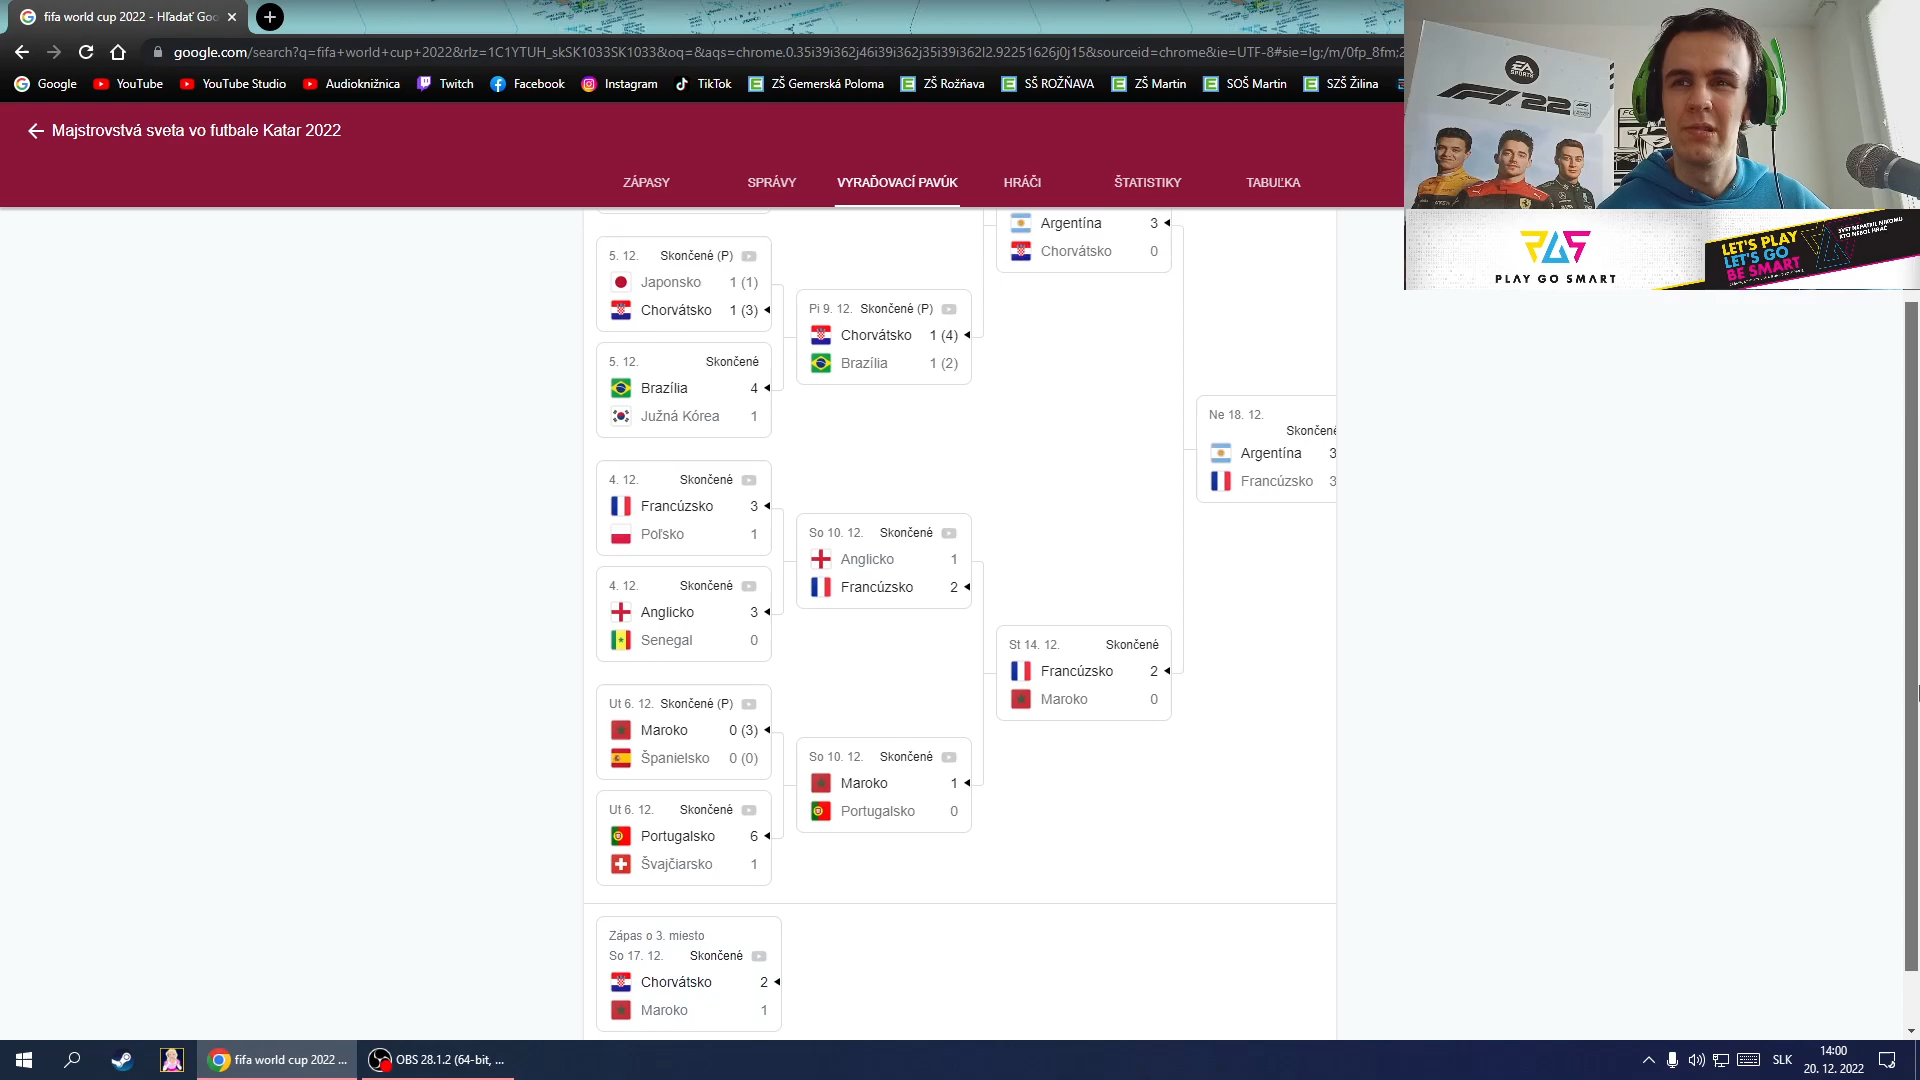 fifa world cup 2022 - Hľadať Goo
google.com/search?q=fifa+world+cup+2022&rlz=1C1YTUH_skSK1033SK1033&oq=&aqs=chrome.0.35i39i362j46i39i362j35i39i362l2.92251626j0j15&sourceid=chrome&ie=UTF-8#sie=lg;/m/0fp_8fm;2
Google YouTube YouTube Studio Audioknižnica Twitch Facebook Instagram TikTok ZŠ Gemerská Poloma ZŠ Rožňava SŠ ROŽŇAVA ZŠ Martin SOŠ Martin SZŠ Žilina
Majstrovstvá sveta vo futbale Katar 2022
ZÁPASY SPRÁVY VYRAĎOVACÍ PAVÚK HRÁČI ŠTATISTIKY TABUĽKA
EA SPORTS
F1 22
PLAY GO SMART
LET'S PLAY
LET'S GO
BE SMART
SVET NEPATRIL NIKOMU
KTO NEBOL HRÁČ
5. 12. Skončené (P)
Japonsko 1 (1)
Chorvátsko 1 (3)
5. 12. Skončené
Brazília 4
Južná Kórea 1
4. 12. Skončené
Francúzsko 3
Poľsko 1
4. 12. Skončené
Anglicko 3
Senegal 0
Ut 6. 12. Skončené (P)
Maroko 0 (3)
Španielsko 0 (0)
Ut 6. 12. Skončené
Portugalsko 6
Švajčiarsko 1
Pi 9. 12. Skončené (P)
Chorvátsko 1 (4)
Brazília 1 (2)
So 10. 12. Skončené
Anglicko 1
Francúzsko 2
So 10. 12. Skončené
Maroko 1
Portugalsko 0
Argentína 3
Chorvátsko 0
St 14. 12. Skončené
Francúzsko 2
Maroko 0
Ne 18. 12.
Skončené
Argentína 3
Francúzsko 3
Zápas o 3. miesto
So 17. 12. Skončené
Chorvátsko 2
Maroko 1
fifa world cup 2022 ...
OBS 28.1.2 (64-bit, ...
SLK
14:00
20. 12. 2022